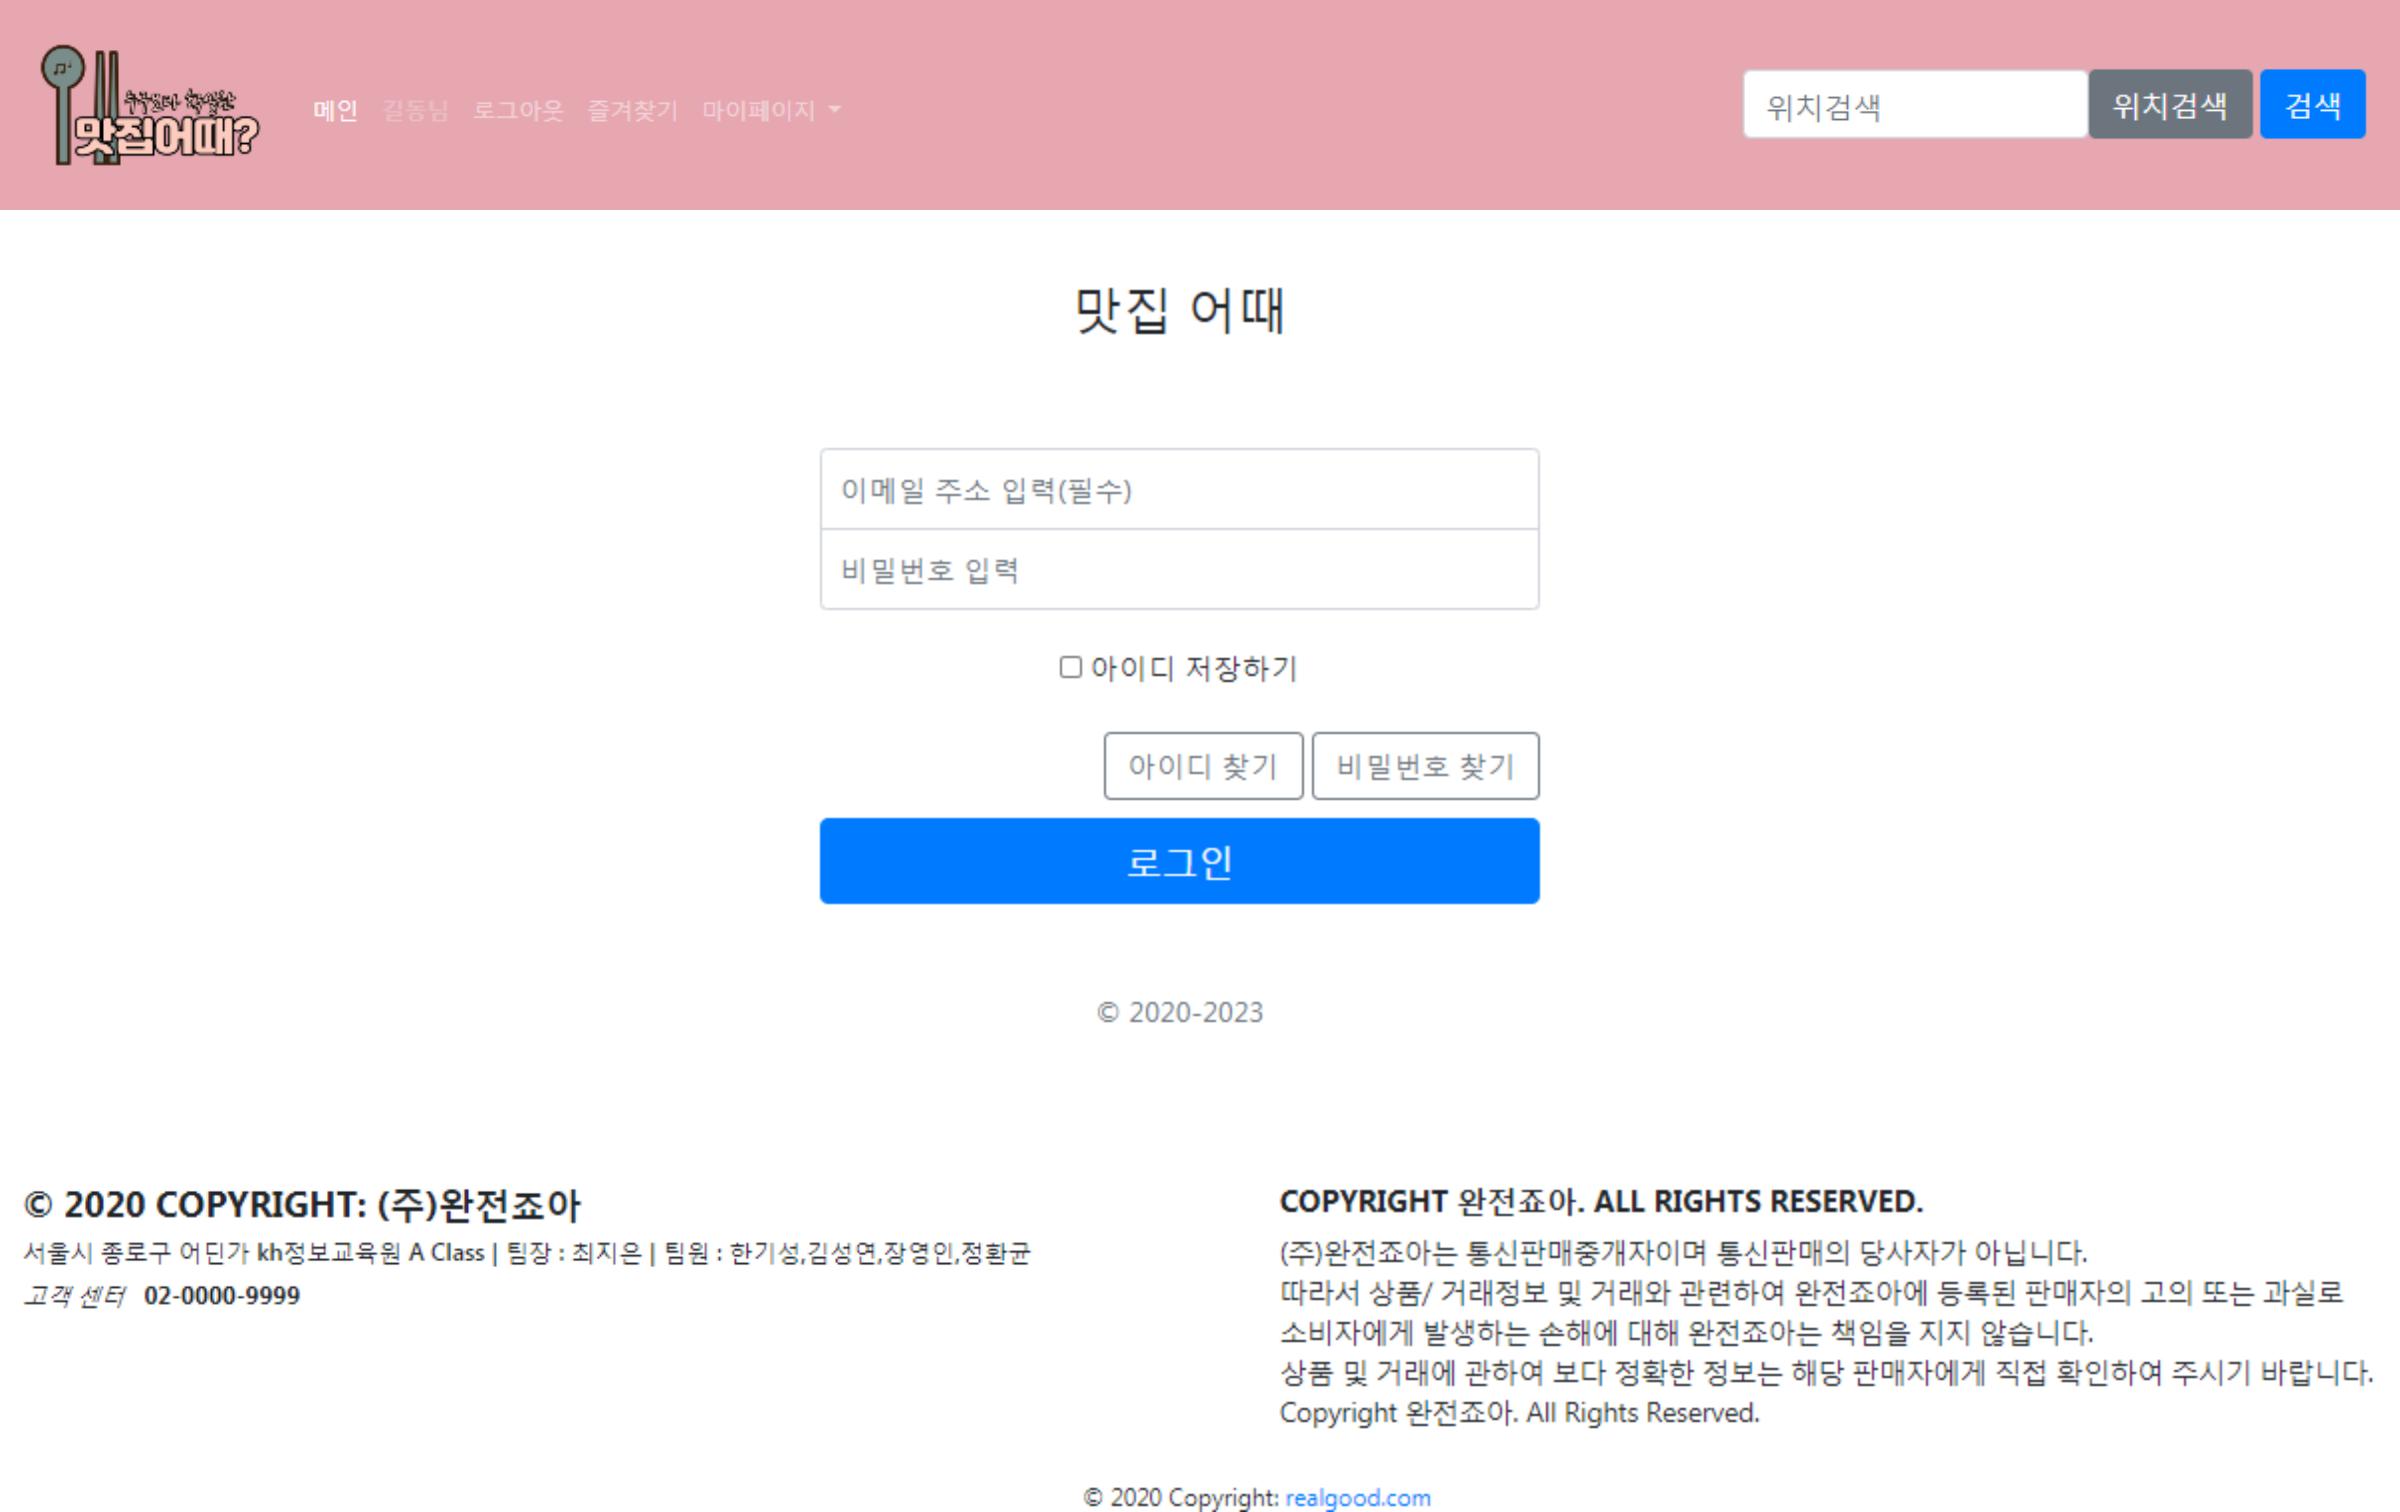 맛집어때?
메인 길동님 로그아웃 즐겨찾기 마이페이지
위치검색 위치검색 검색
맛집 어때
이메일 주소 입력(필수)
비밀번호 입력
아이디 저장하기
아이디 찾기 비밀번호 찾기
로그인
© 2020-2023
© 2020 COPYRIGHT: (주)완전죠아
서울시 종로구 어딘가 kh정보교육원 A Class | 팀장 : 최지은 | 팀원 : 한기성,김성연,장영인,정환균
고객 센터 02-0000-9999
COPYRIGHT 완전죠아. ALL RIGHTS RESERVED.
(주)완전죠아는 통신판매중개자이며 통신판매의 당사자가 아닙니다.
따라서 상품/ 거래정보 및 거래와 관련하여 완전죠아에 등록된 판매자의 고의 또는 과실로
소비자에게 발생하는 손해에 대해 완전죠아는 책임을 지지 않습니다.
상품 및 거래에 관하여 보다 정확한 정보는 해당 판매자에게 직접 확인하여 주시기 바랍니다.
Copyright 완전죠아. All Rights Reserved.
© 2020 Copyright: realgood.com